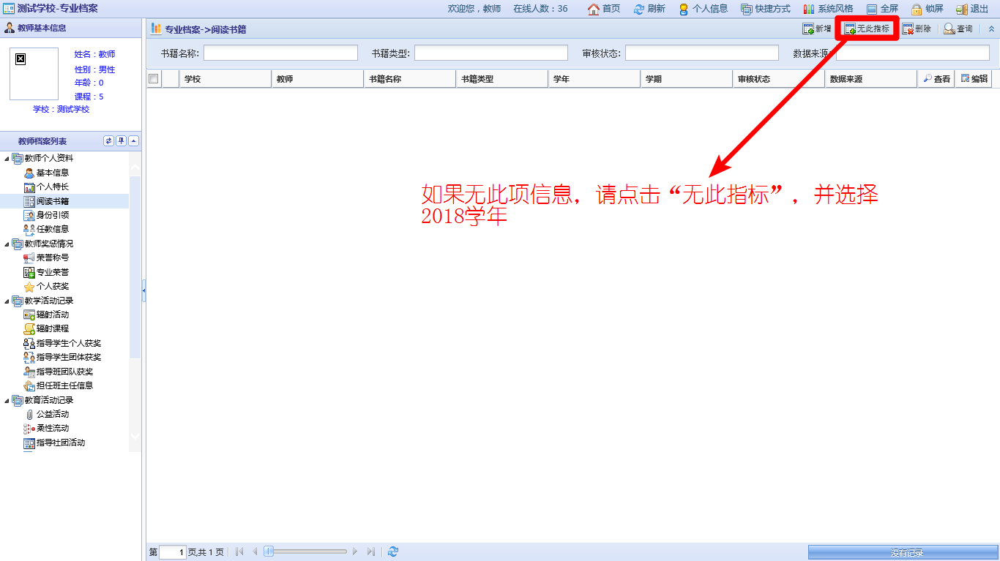 测试学校-专业档案
欢迎您，教师 在线人数：36 首页 刷新 个人信息 快捷方式 系统风格 全屏 锁屏 退出
教师基本信息
姓名：教师
性别：男性
年龄：0
课程：5
学校：测试学校
教师档案列表
教师个人资料
基本信息
个人特长
阅读书籍
身份引领
任教信息
教师奖惩情况
荣誉称号
专业荣誉
个人获奖
教学活动记录
辐射活动
辐射课程
指导学生个人获奖
指导学生团体获奖
指导班团队获奖
担任班主任信息
教育活动记录
公益活动
柔性流动
指导社团活动
专业档案->阅读书籍
新增 无此指标 删除 查询
书籍名称: 书籍类型: 审核状态: 数据来源:
学校 教师 书籍名称 书籍类型 学年 学期 审核状态 数据来源 查看 编辑
如果无此项信息，请点击“无此指标”，并选择
2018学年
第 1 页,共 1 页
没有记录